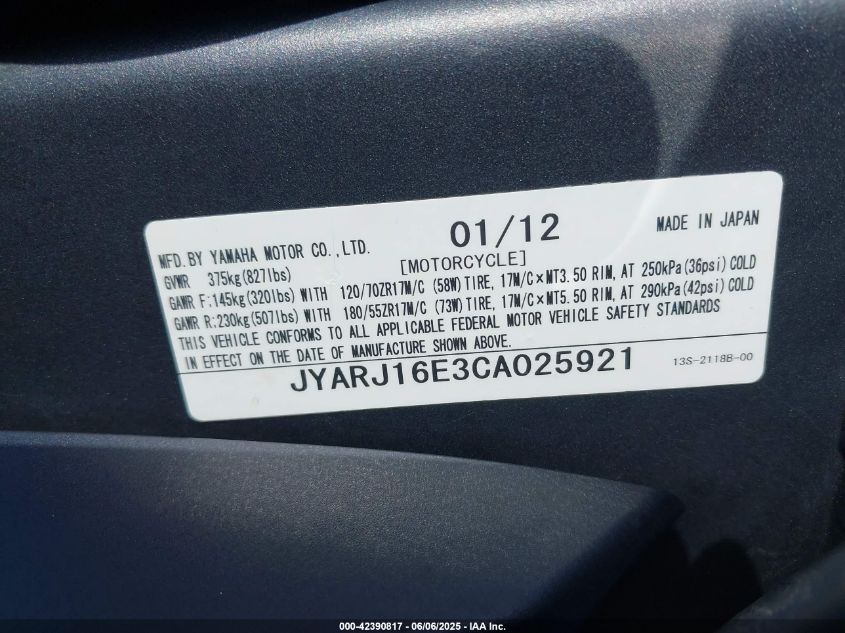 01/12 MADE IN JAPAN
MFD. BY YAMAHA MOTOR CO., LTD. [MOTORCYCLE]
GVWR 375kg(827lbs)
GAWR F:145kg(320lbs) WITH 120/70ZR17M/C (58W)TIRE, 17M/C×MT3.50 RIM, AT 250kPa(36psi)COLD
GAWR R:230kg(507lbs) WITH 180/55ZR17M/C (73W)TIRE, 17M/C×MT5.50 RIM, AT 290kPa(42psi)COLD
THIS VEHICLE CONFORMS TO ALL APPLICABLE FEDERAL MOTOR VEHICLE SAFETY STANDARDS
IN EFFECT ON THE DATE OF MANUFACTURE SHOWN ABOVE.
JYARJ16E3CA025921 13S-2118B-00
000-42390817 - 06/06/2025 - IAA Inc.